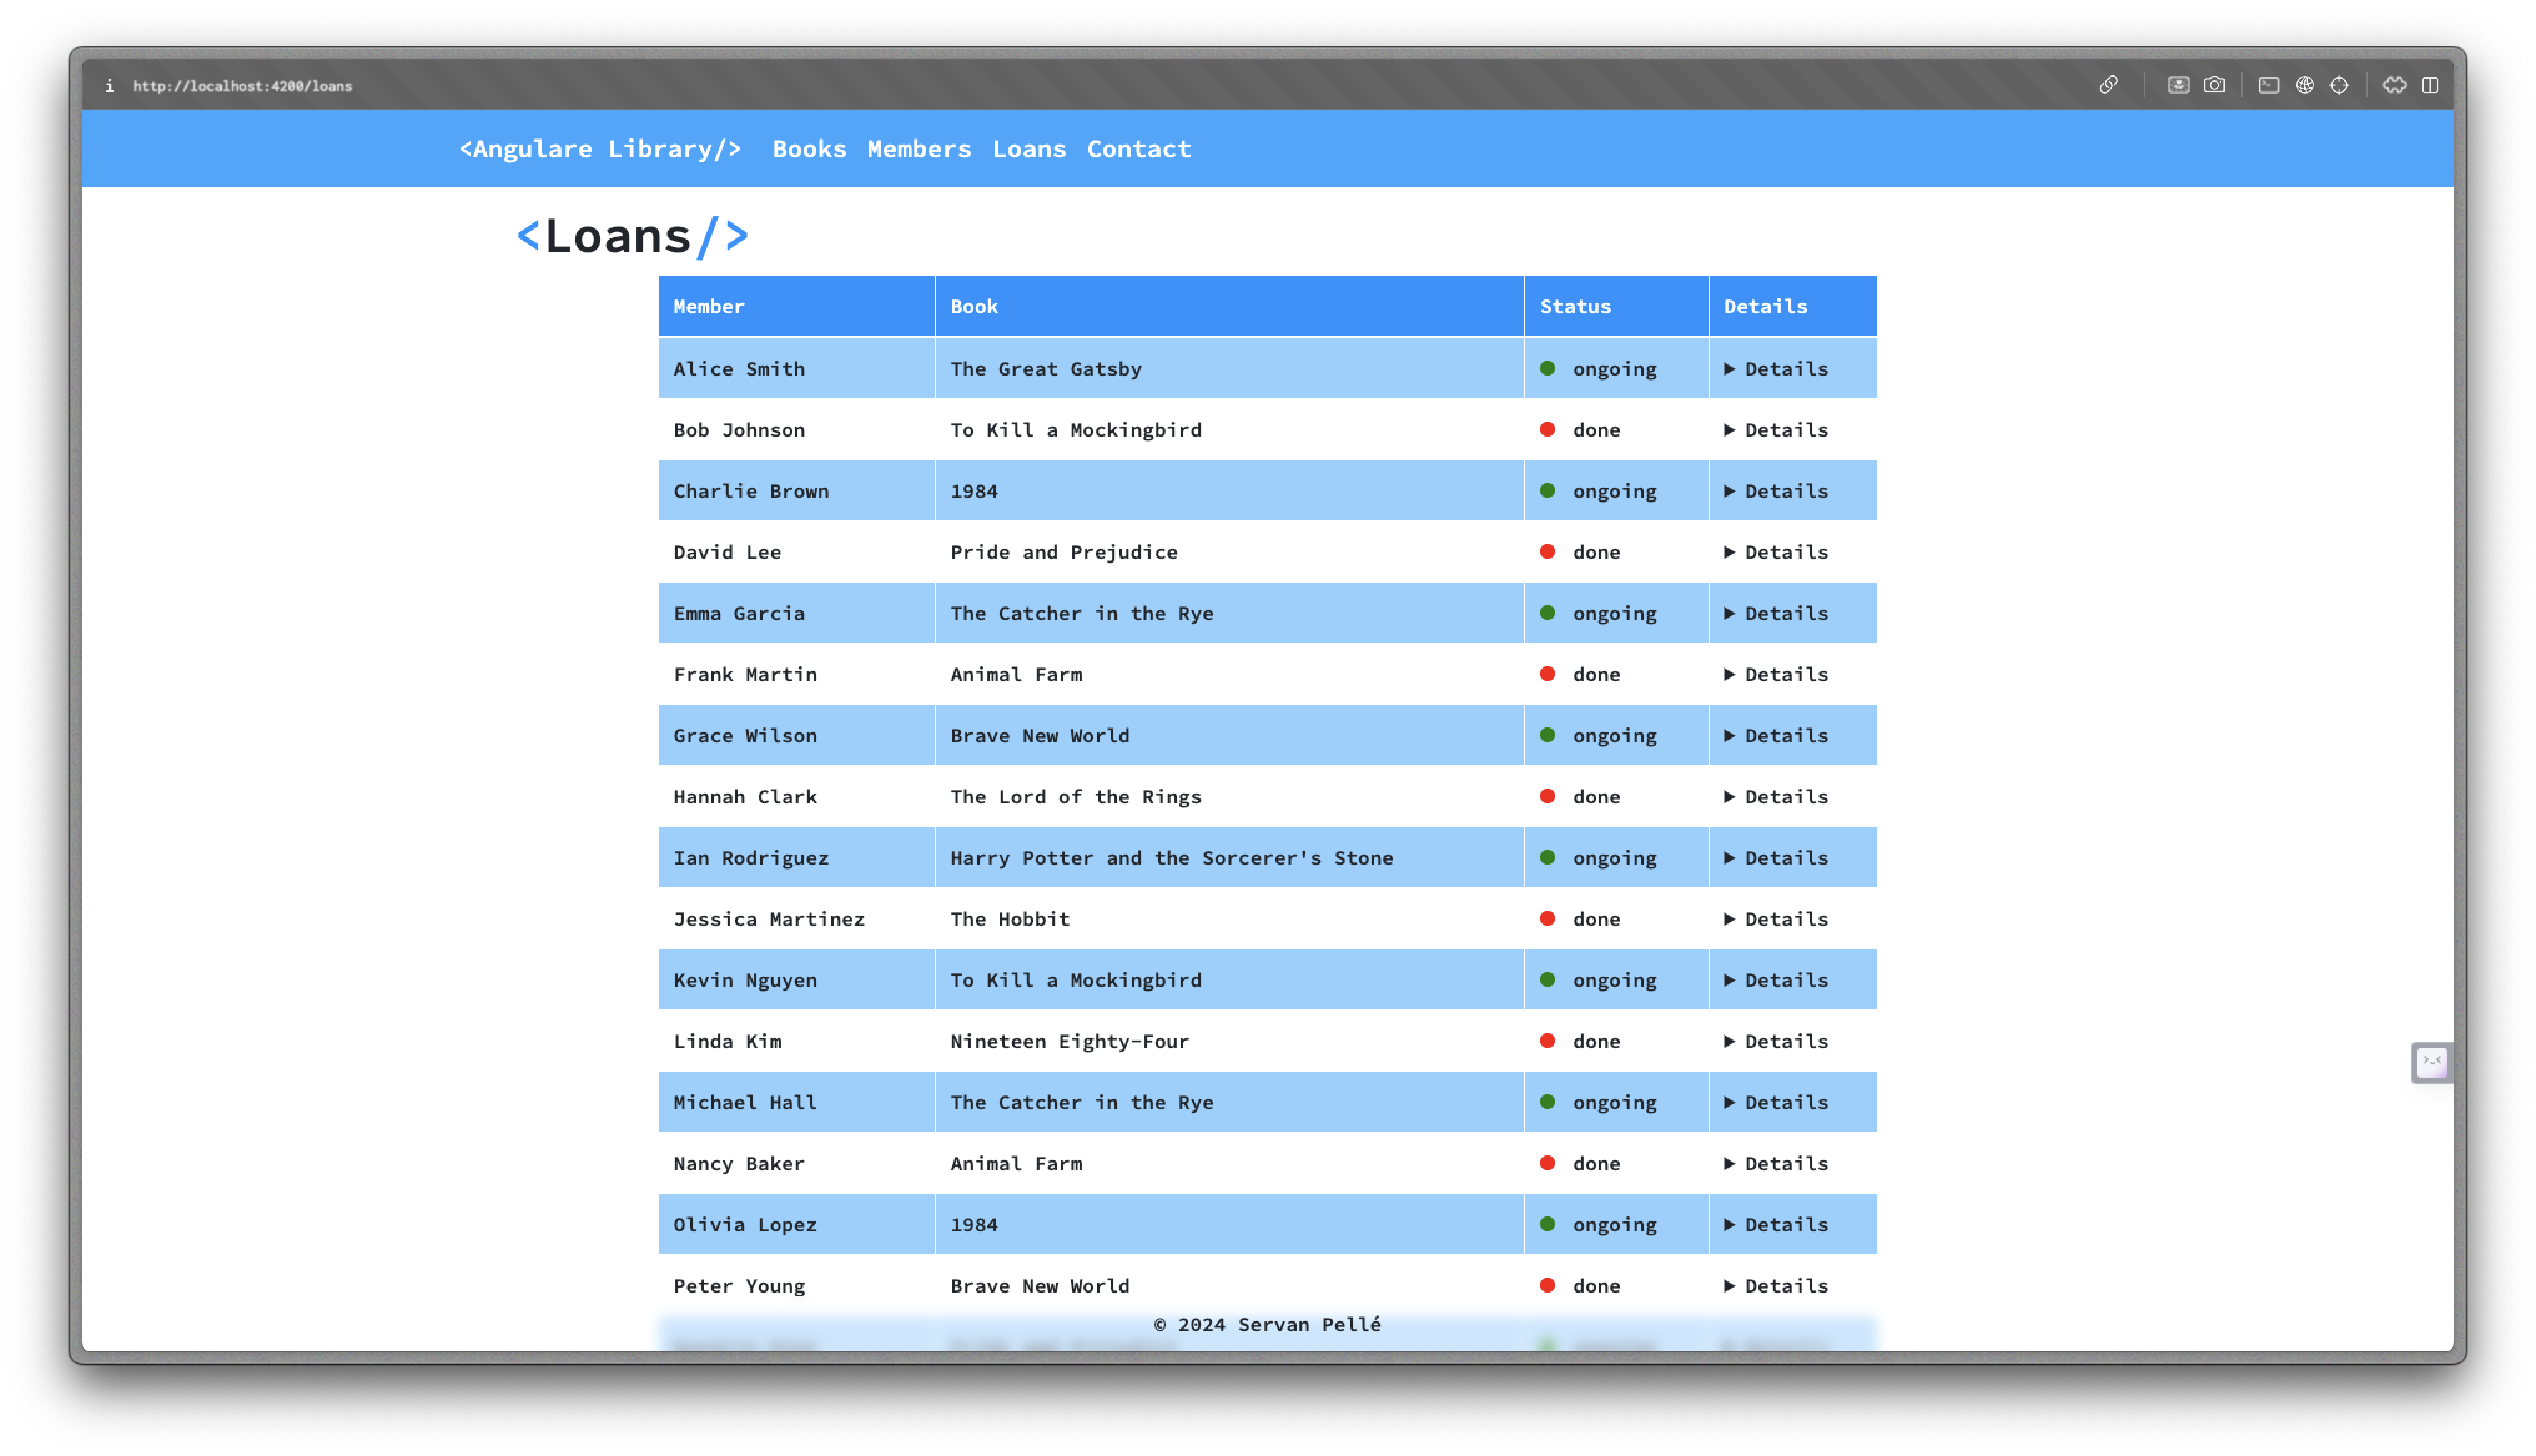 i http://localhost:4200/loans
<Angulare Library/> Books Members Loans Contact
<Loans/>
Member Book Status Details
Alice Smith The Great Gatsby ongoing Details
Bob Johnson To Kill a Mockingbird done Details
Charlie Brown 1984 ongoing Details
David Lee Pride and Prejudice done Details
Emma Garcia The Catcher in the Rye ongoing Details
Frank Martin Animal Farm done Details
Grace Wilson Brave New World ongoing Details
Hannah Clark The Lord of the Rings done Details
Ian Rodriguez Harry Potter and the Sorcerer's Stone ongoing Details
Jessica Martinez The Hobbit done Details
Kevin Nguyen To Kill a Mockingbird ongoing Details
Linda Kim Nineteen Eighty-Four done Details
Michael Hall The Catcher in the Rye ongoing Details
Nancy Baker Animal Farm done Details
Olivia Lopez 1984 ongoing Details
Peter Young Brave New World done Details
© 2024 Servan Pellé